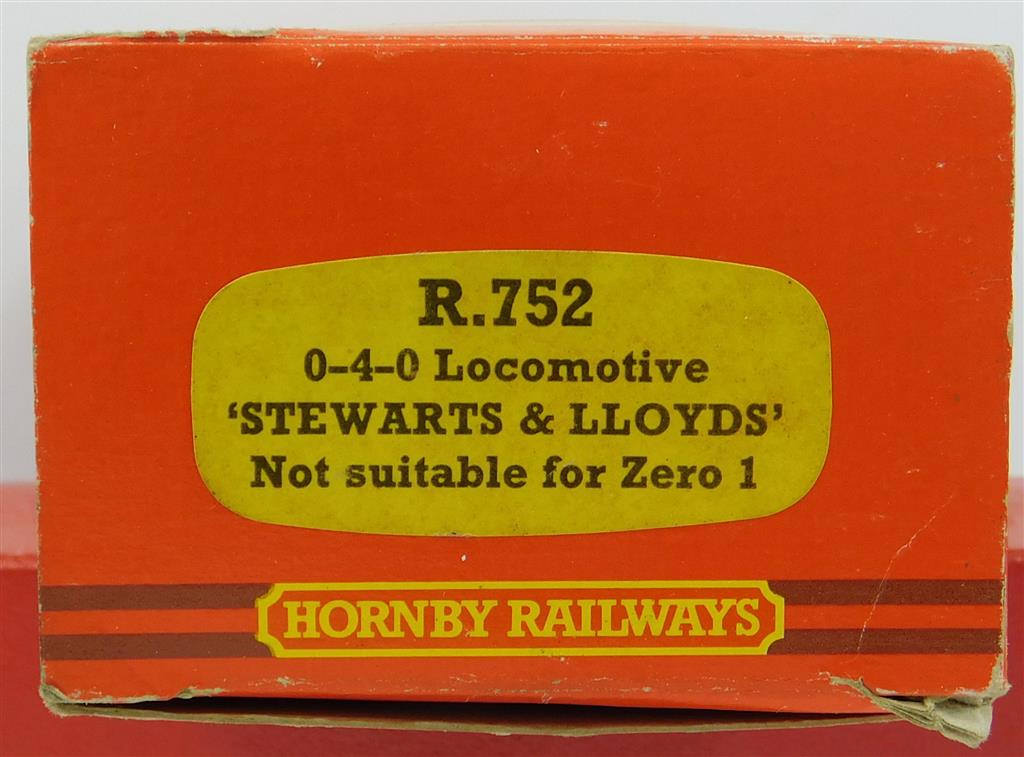 R.752
0-4-0 Locomotive
‘STEWARTS & LLOYDS’
Not suitable for Zero 1
HORNBY RAILWAYS